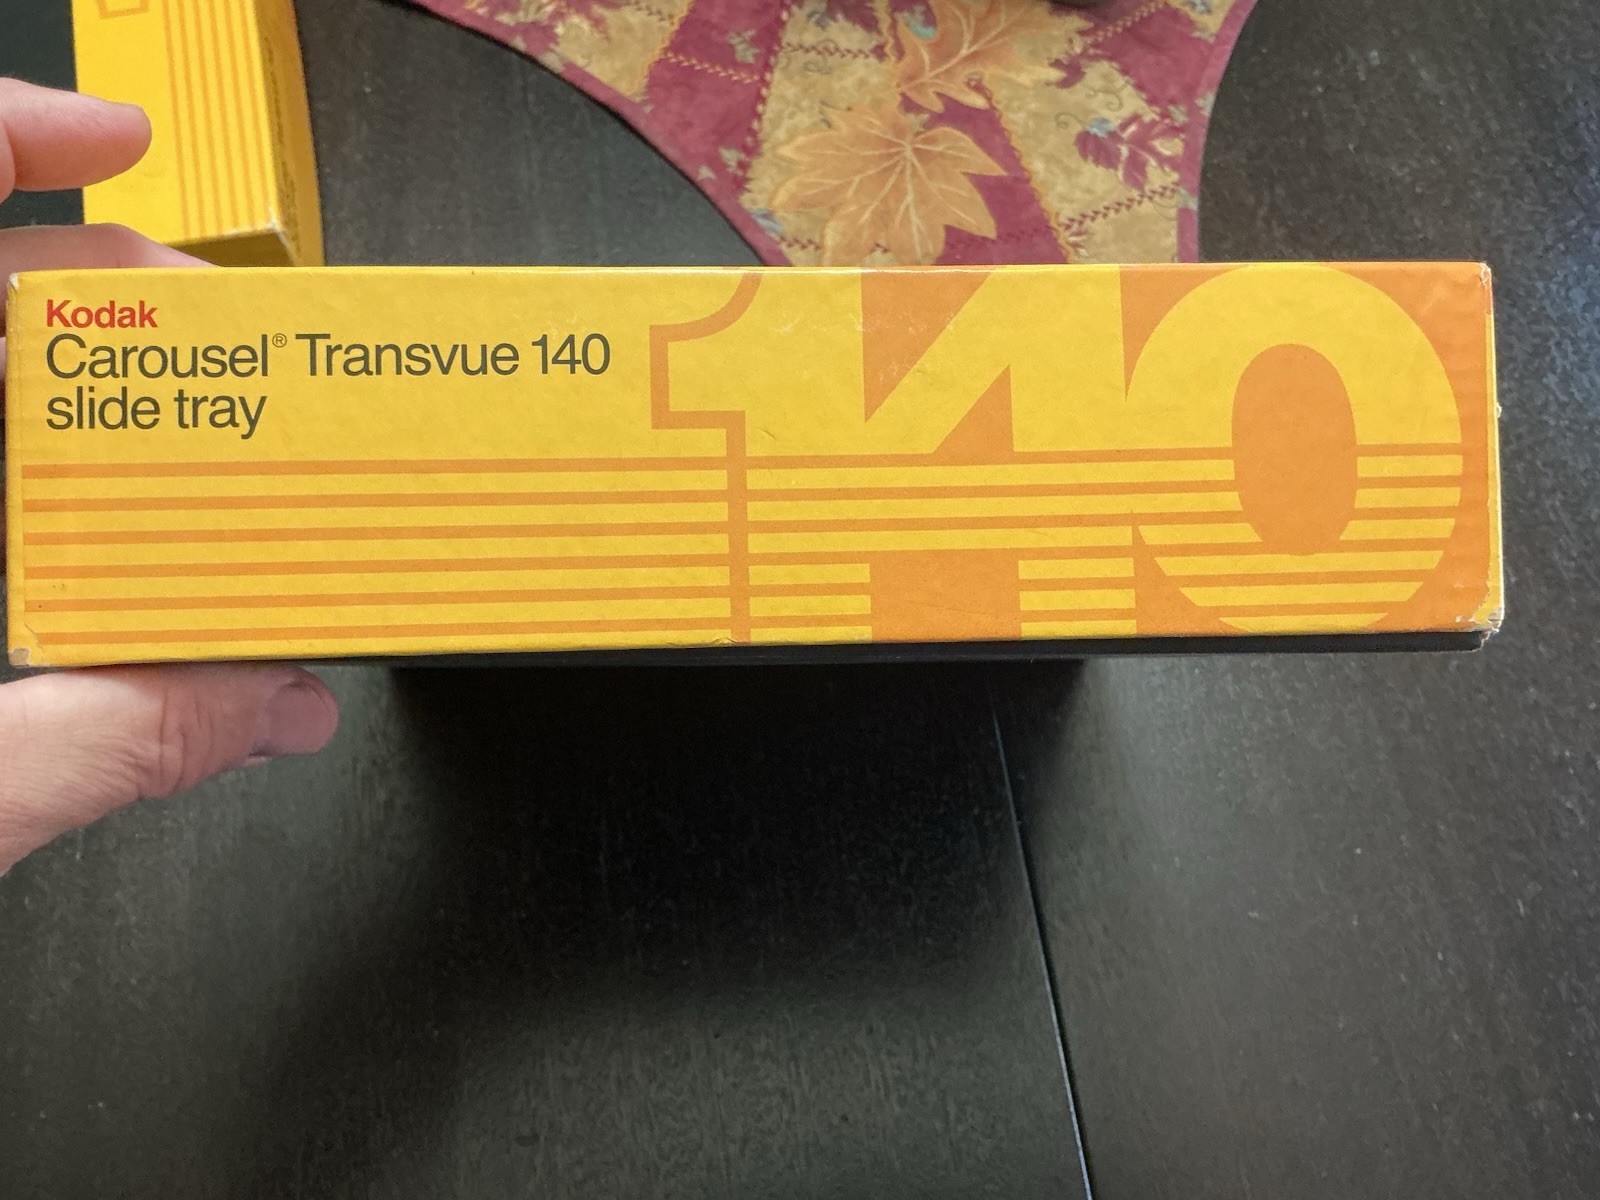 Kodak
Carousel® Transvue 140
slide tray
140